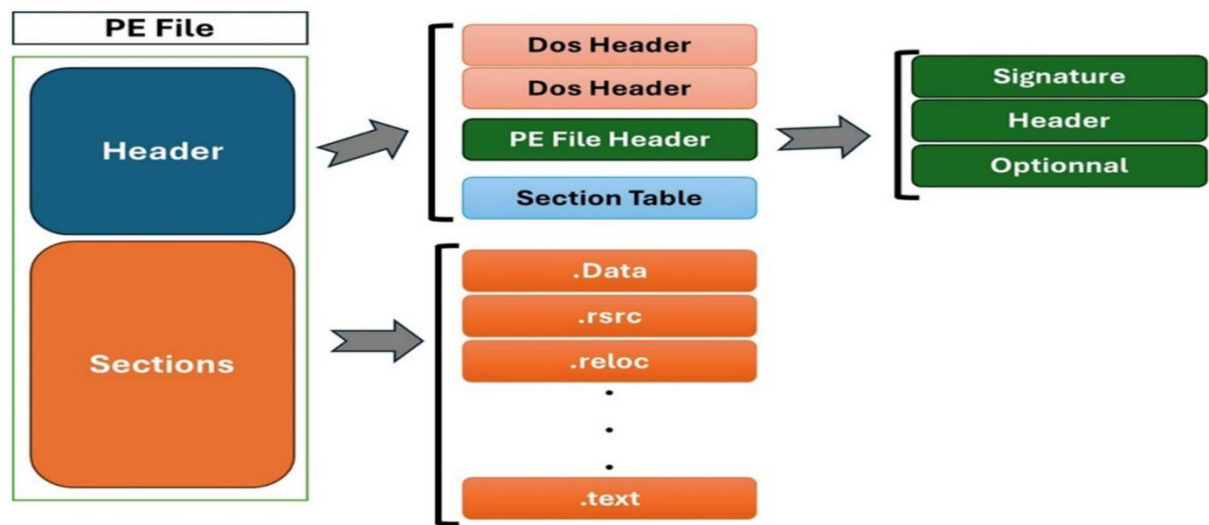 PE File
Header
Sections
Dos Header
Dos Header
PE File Header
Section Table
Signature
Header
Optionnal
.Data
.rsrc
.reloc
.text